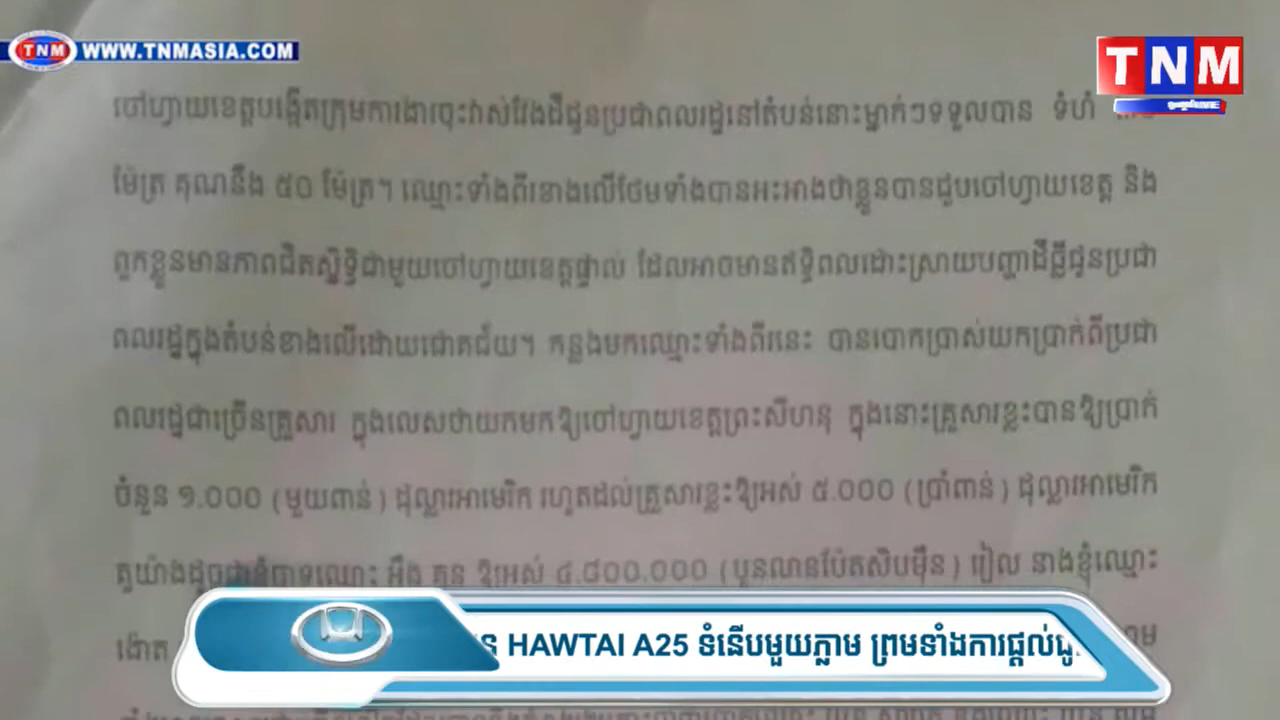 TNM WWW.TNMASIA.COM
TNM
LIVE
ចៅហ្វាយខេត្តបង្កើតក្រុមការងារចុះវាស់វែងដីជូនប្រជាពលរដ្ឋនៅតំបន់នោះម្នាក់ៗទទួលបាន ទំហំ
ម៉ែត្រ គុណនឹង ៥០ ម៉ែត្រ។ ឈ្មោះទាំងពីរខាងលើថែមទាំងបានអះអាងថាខ្លួនបានជួបចៅហ្វាយខេត្ត និង
ពួកខ្លួនមានភាពជិតស្និទ្ធិជាមួយចៅហ្វាយខេត្តផ្ទាល់ ដែលអាចមានឥទ្ធិពលដោះស្រាយបញ្ហាដីធ្លីជូនប្រជា
ពលរដ្ឋក្នុងតំបន់ខាងលើដោយជោគជ័យ។ កន្លងមកឈ្មោះទាំងពីរនេះ បានបោកប្រាស់យកប្រាក់ពីប្រជា
ពលរដ្ឋជាច្រើនគ្រួសារ ក្នុងលេសថាយកមកឱ្យចៅហ្វាយខេត្តព្រះសីហនុ ក្នុងនោះគ្រួសារខ្លះបានឱ្យប្រាក់
ចំនួន ១.០០០ (មួយពាន់) ដុល្លារអាមេរិក រហូតដល់គ្រួសារខ្លះឱ្យអស់ ៥.០០០ (ប្រាំពាន់) ដុល្លារអាមេរិក
តួយ៉ាងដូចជាខ្ញុំបាទឈ្មោះ អឹង គួន ឱ្យអស់ ៤.៨០០.០០០ (បួនលានប៉ែតសិបម៉ឺន) រៀល នាងខ្ញុំឈ្មោះ
ង៉ោត
HAWTAI A25 ទំនើបមួយភ្លាម ព្រមទាំងការផ្តល់ជូ